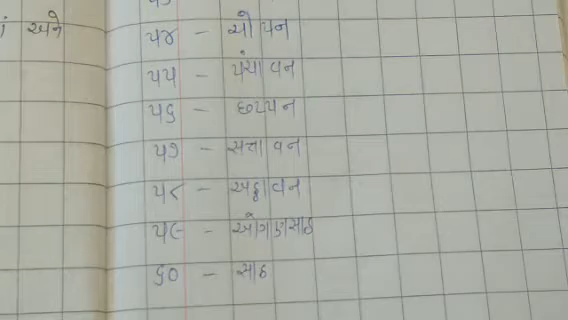 અને
૫૪ - ચોપન
૫૫ - પંચાવન
૫૬ - છપ્પન
૫૭ - સત્તાવન
૫૮ - અઠ્ઠાવન
૫૯ - ઓગણસાઠ
૬૦ - સાઠ